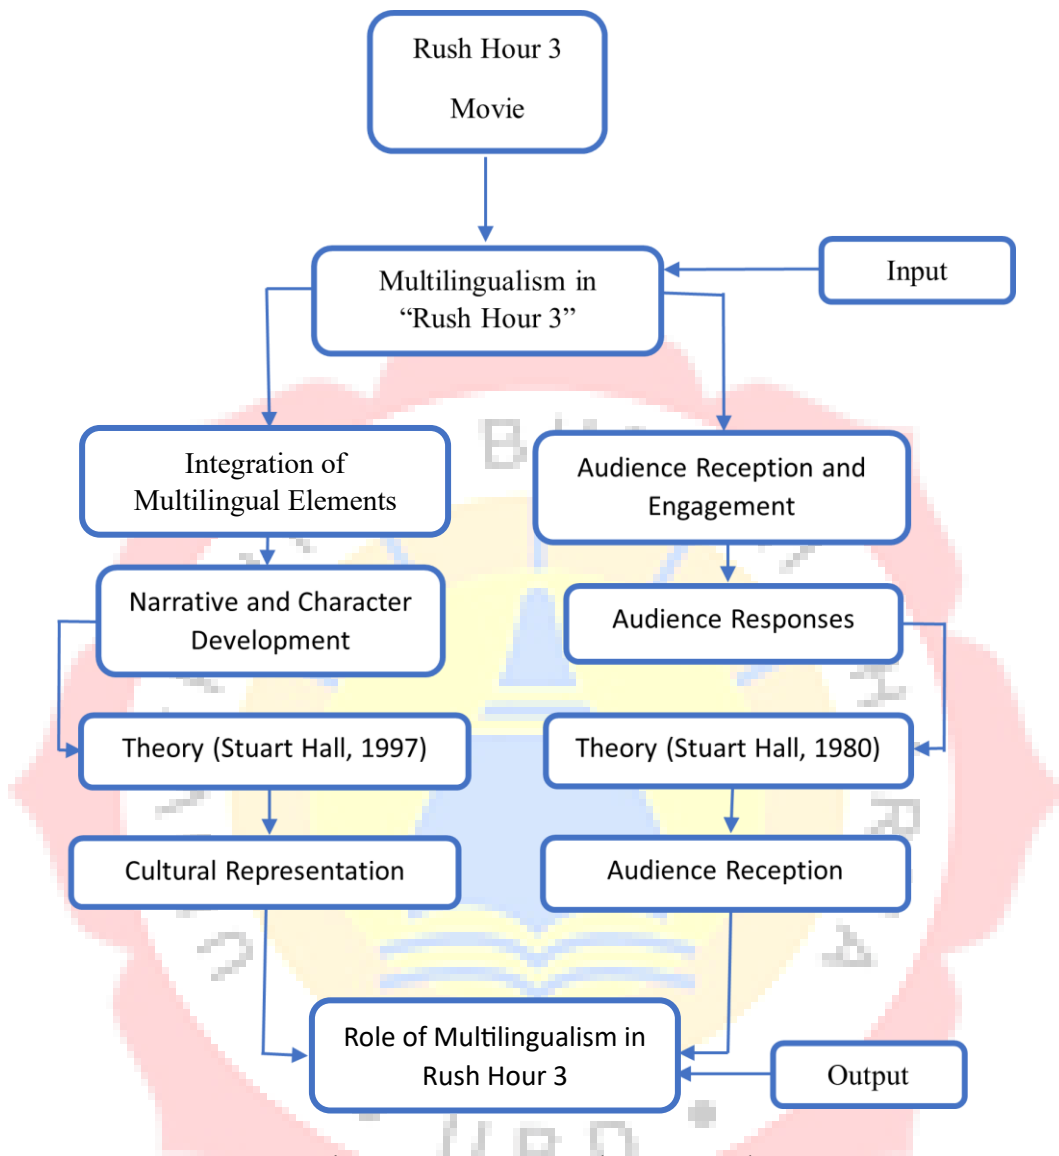 Rush Hour 3
Movie
Multilingualism in
“Rush Hour 3”
Input
Integration of
Multilingual Elements
Audience Reception and
Engagement
Narrative and Character
Development
Audience Responses
Theory (Stuart Hall, 1997)
Theory (Stuart Hall, 1980)
Cultural Representation
Audience Reception
Role of Multilingualism in
Rush Hour 3
Output